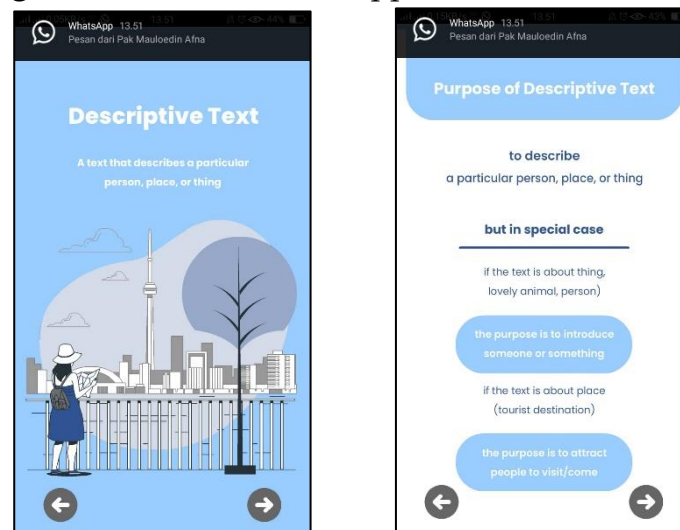 WhatsApp 13.51
Pesan dari Pak Mauloedin Afna
Descriptive Text
A text that describes a particular
person, place, or thing
WhatsApp 13.51
Pesan dari Pak Mauloedin Afna
Purpose of Descriptive Text
to describe
a particular person, place, or thing
but in special case
if the text is about thing,
lovely animal, person)
the purpose is to introduce
someone or something
if the text is about place
(tourist destination)
the purpose is to attract
people to visit/come